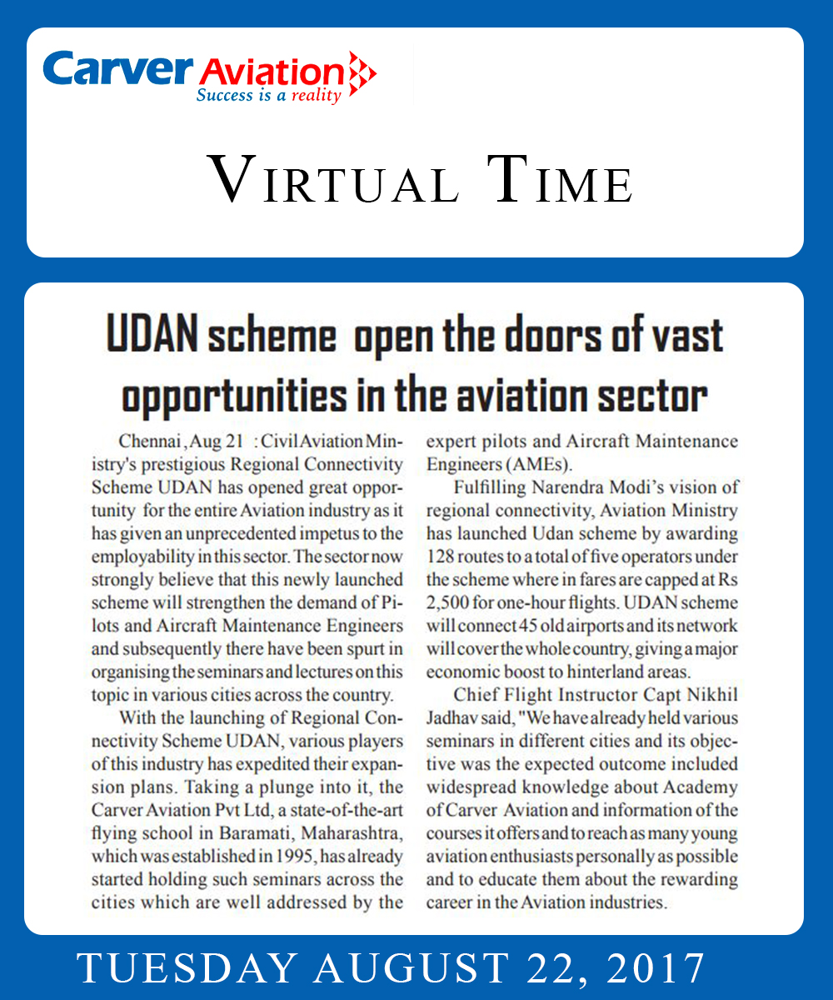 Carver Aviation
Success is a reality
VIRTUAL TIME
UDAN scheme open the doors of vast
opportunities in the aviation sector
Chennai,Aug 21 : Civil Aviation Min-
istry's prestigious Regional Connectivity
Scheme UDAN has opened great oppor-
tunity for the entire Aviation industry as it
has given an unprecedented impetus to the
employability in this sector. The sector now
strongly believe that this newly launched
scheme will strengthen the demand of Pi-
lots and Aircraft Maintenance Engineers
and subsequently there have been spurt in
organising the seminars and lectures on this
topic in various cities across the country.
With the launching of Regional Con-
nectivity Scheme UDAN, various players
of this industry has expedited their expan-
sion plans. Taking a plunge into it, the
Carver Aviation Pvt Ltd, a state-of-the-art
flying school in Baramati, Maharashtra,
which was established in 1995, has already
started holding such seminars across the
cities which are well addressed by the
expert pilots and Aircraft Maintenance
Engineers (AMEs).
Fulfilling Narendra Modi’s vision of
regional connectivity, Aviation Ministry
has launched Udan scheme by awarding
128 routes to a total of five operators under
the scheme where in fares are capped at Rs
2,500 for one-hour flights. UDAN scheme
will connect 45 old airports and its network
will cover the whole country, giving a major
economic boost to hinterland areas.
Chief Flight Instructor Capt Nikhil
Jadhav said, "We have already held various
seminars in different cities and its objec-
tive was the expected outcome included
widespread knowledge about Academy
of Carver Aviation and information of the
courses it offers and to reach as many young
aviation enthusiasts personally as possible
and to educate them about the rewarding
career in the Aviation industries.
TUESDAY AUGUST 22, 2017